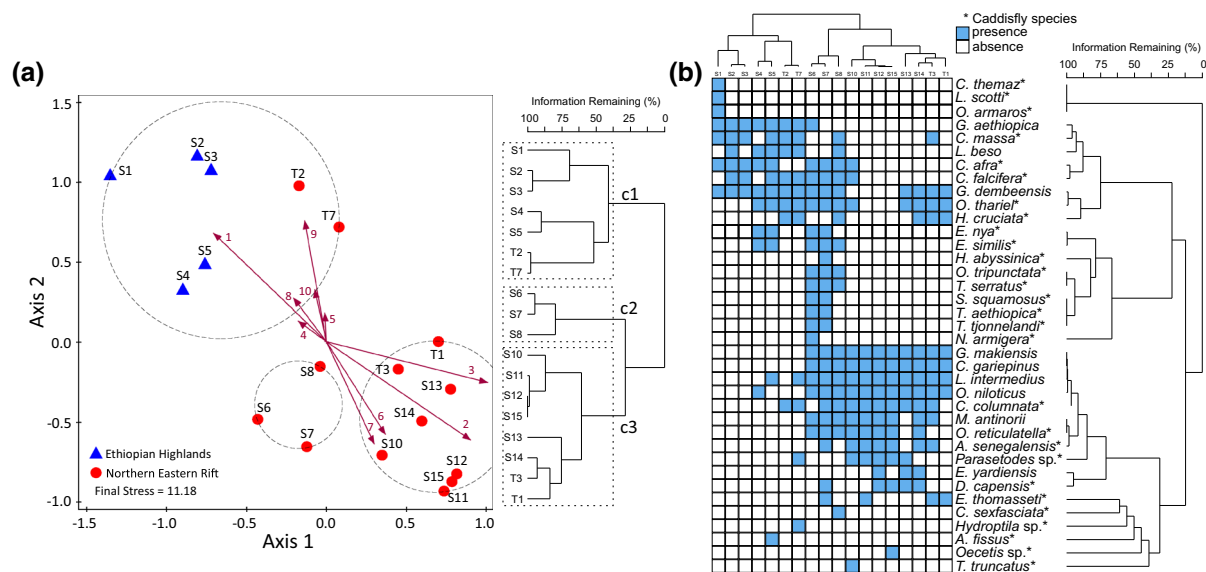 (a)
1.5
1.0
0.5
0.0
-0.5
-1.0
Axis 2
-1.5
-1.0
-0.5
0.0
0.5
1.0
Axis 1
S1
S2
S3
T2
T7
S5
S4
1
9
8
10
5
4
3
2
6
7
T1
T3
S13
S8
S6
S7
S14
S10
S12
S15
S11
Ethiopian Highlands
Northern Eastern Rift
Final Stress = 11.18
Information Remaining (%)
100 75 50 25 0
S1
S2
S3
S4
S5
T2
T7
c1
S6
S7
S8
c2
S10
S11
S12
S15
S13
S14
T3
T1
c3
(b)
* Caddisfly species
presence
absence
S1 S2 S3 S4 S5 T2 T7 S6 S7 S8 S10 S11 S12 S15 S13 S14 T3 T1
Information Remaining (%)
100 75 50 25 0
C. themaz*
L. scotti*
O. armaros*
G. aethiopica
C. massa*
L. beso
C. afra*
C. falcifera*
G. dembeensis
O. thariel*
H. cruciata*
E. nya*
E. similis*
H. abyssinica*
O. tripunctata*
T. serratus*
S. squamosus*
T. aethiopica*
T. tjonnelandi*
N. armigera*
G. makiensis
C. gariepinus
L. intermedius
O. niloticus
C. columnata*
M. antinorii
O. reticulatella*
A. senegalensis*
Parasetodes sp.*
E. yardiensis
D. capensis*
E. thomasseti*
C. sexfasciata*
Hydroptila sp.*
A. fissus*
Oecetis sp.*
T. truncatus*